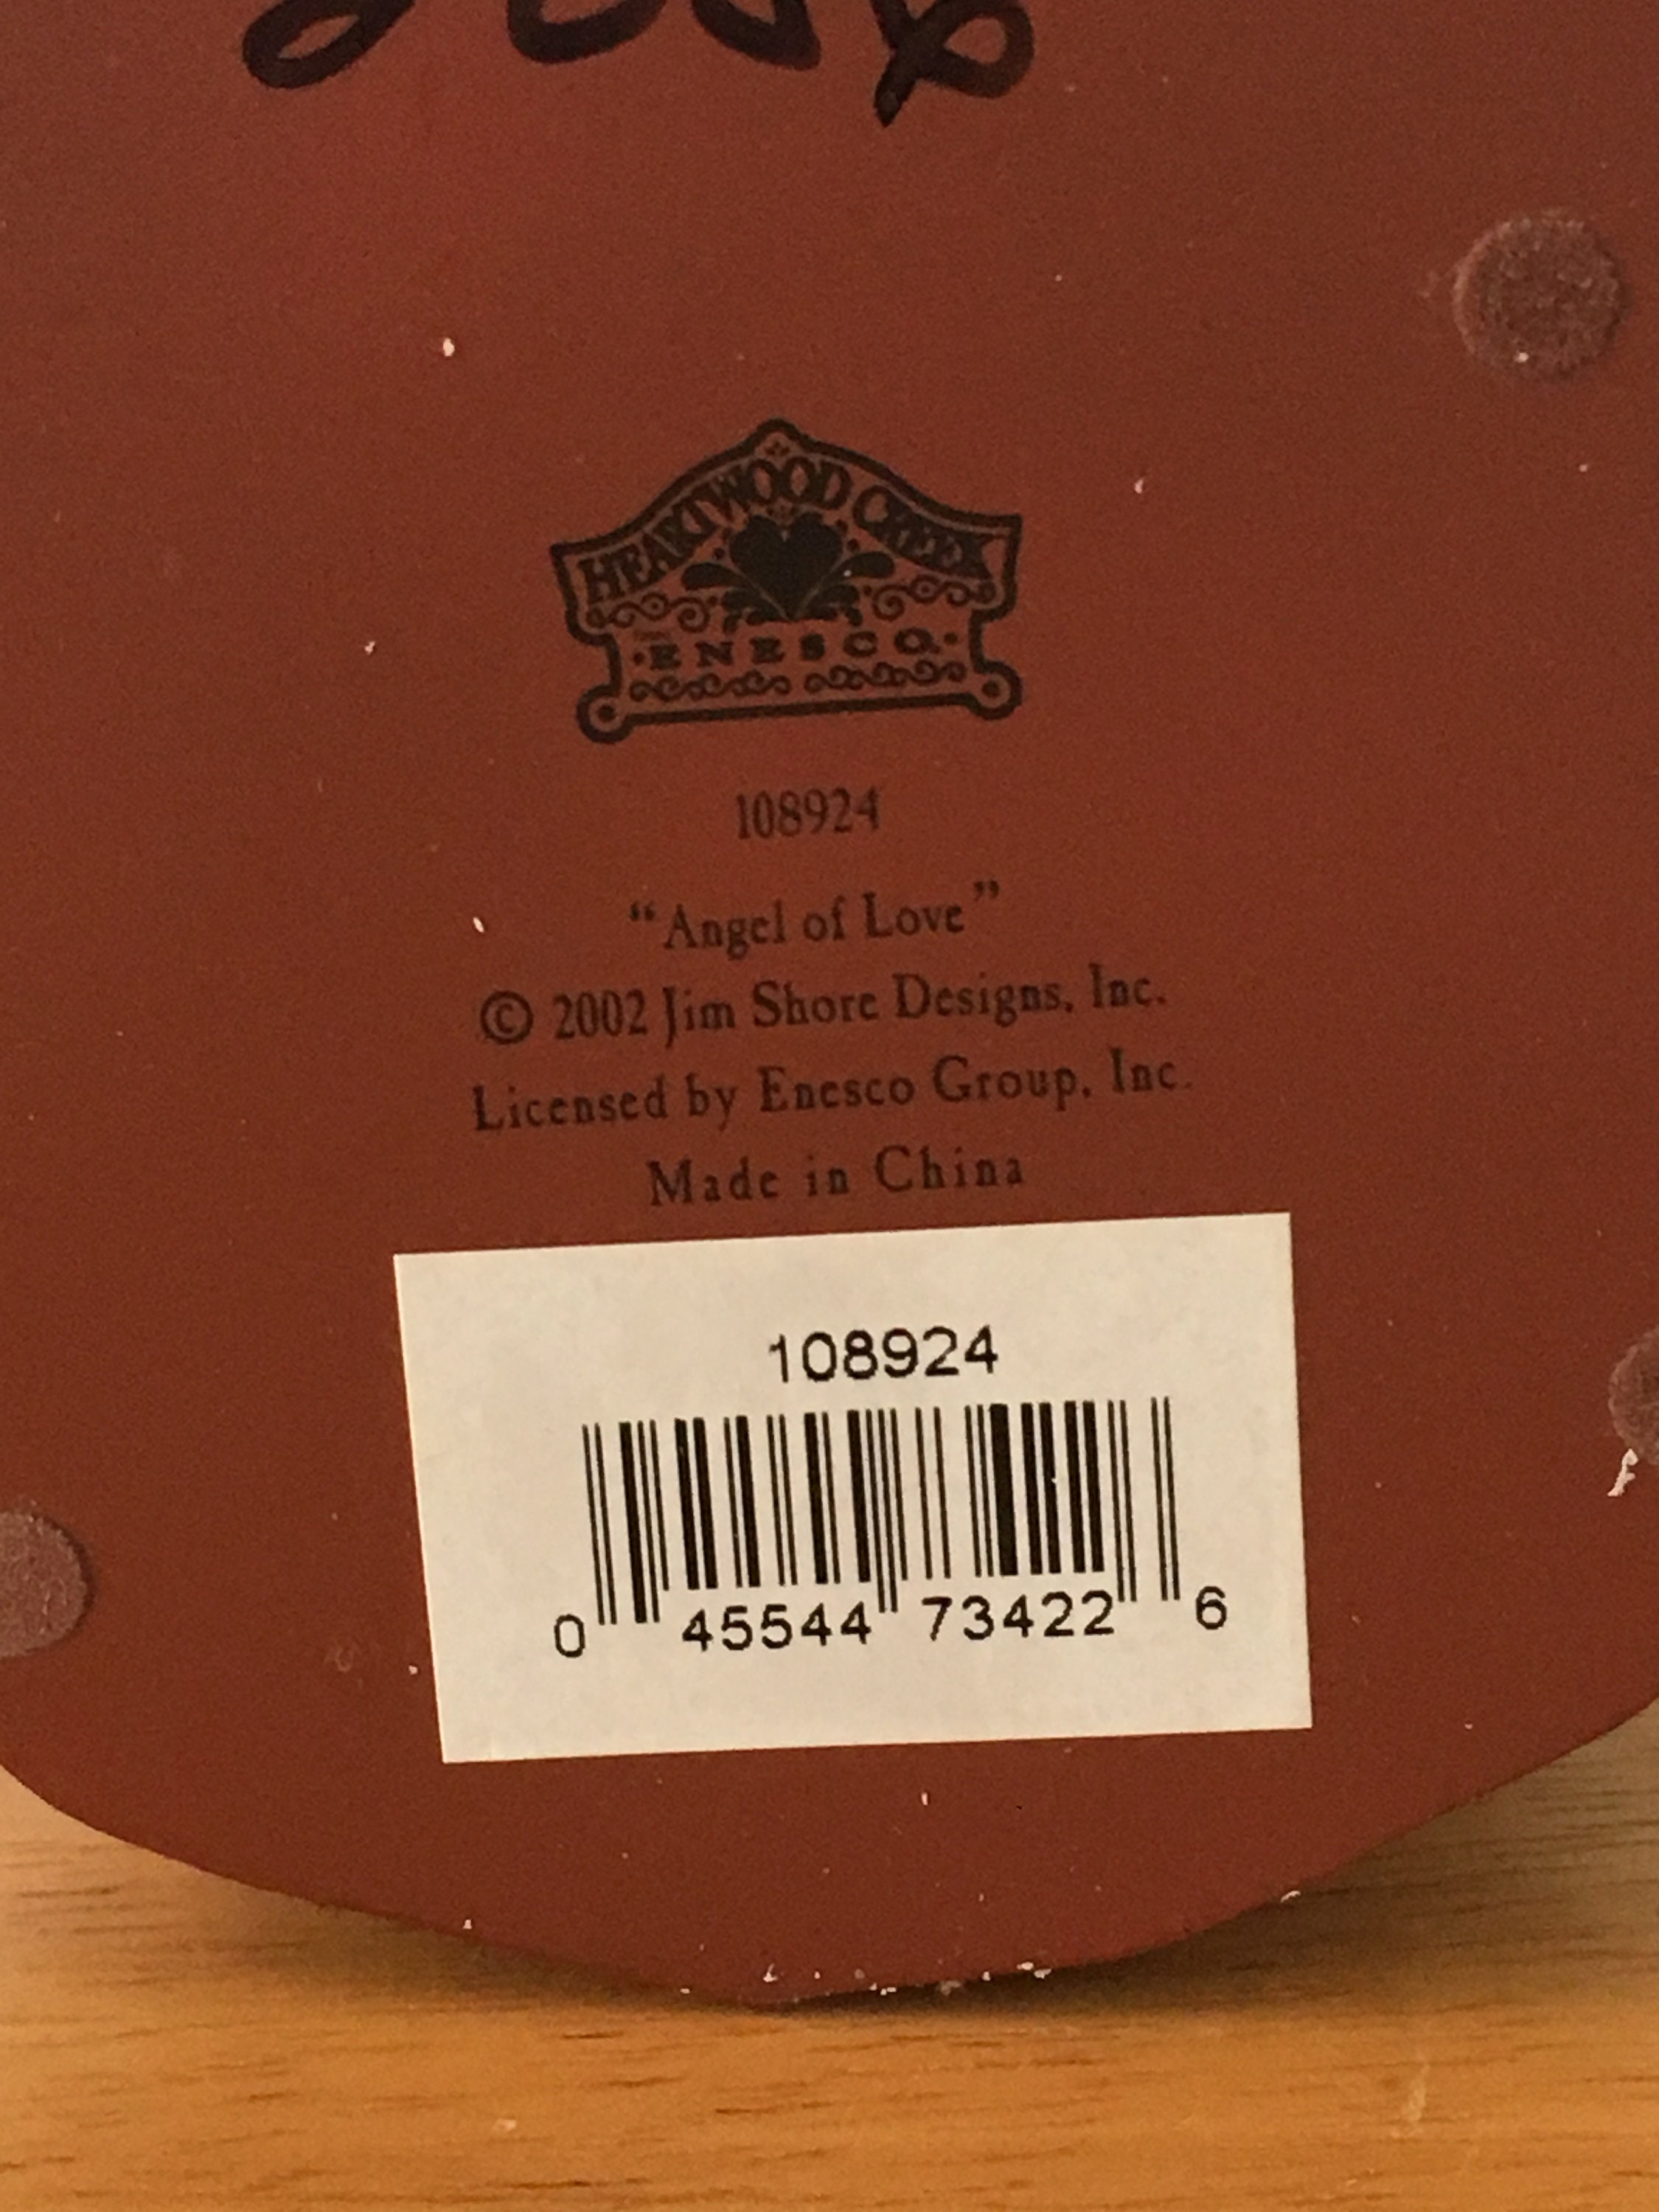 HEARTWOOD CREEK
ENESCO
108924
“Angel of Love”
© 2002 Jim Shore Designs, Inc.
Licensed by Enesco Group, Inc.
Made in China
108924
0 45544 73422 6